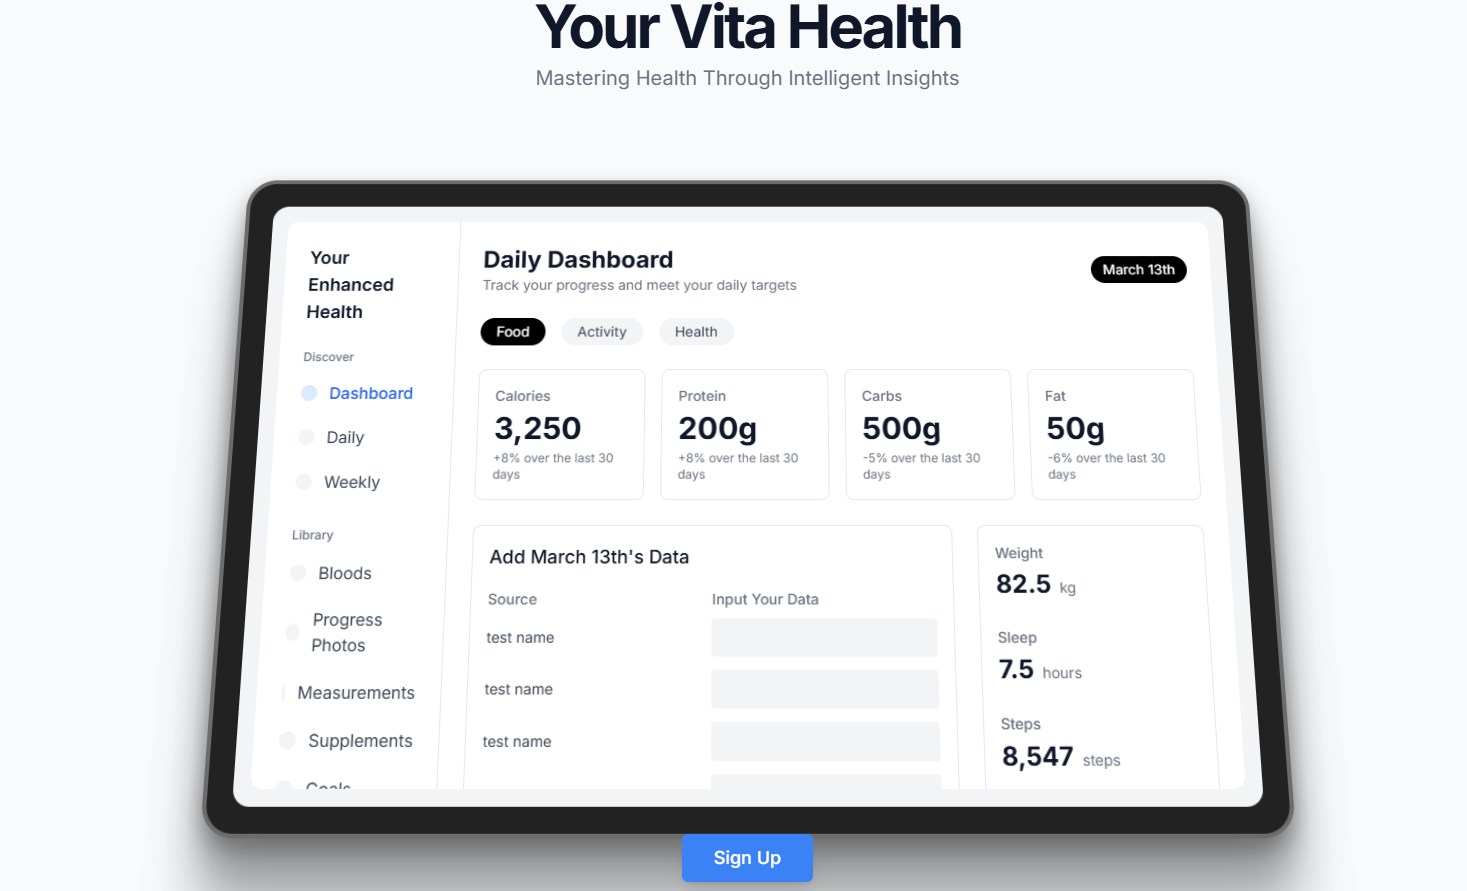 Your Vita Health
Mastering Health Through Intelligent Insights
Your
Enhanced
Health
Discover
Dashboard
Daily
Weekly
Library
Bloods
Progress
Photos
Measurements
Supplements
Goals
Daily Dashboard
Track your progress and meet your daily targets
March 13th
Food
Activity
Health
Calories
3,250
+8% over the last 30
days
Protein
200g
+8% over the last 30
days
Carbs
500g
-5% over the last 30
days
Fat
50g
-6% over the last 30
days
Add March 13th's Data
Source
Input Your Data
test name
test name
test name
Weight
82.5 kg
Sleep
7.5 hours
Steps
8,547 steps
Sign Up